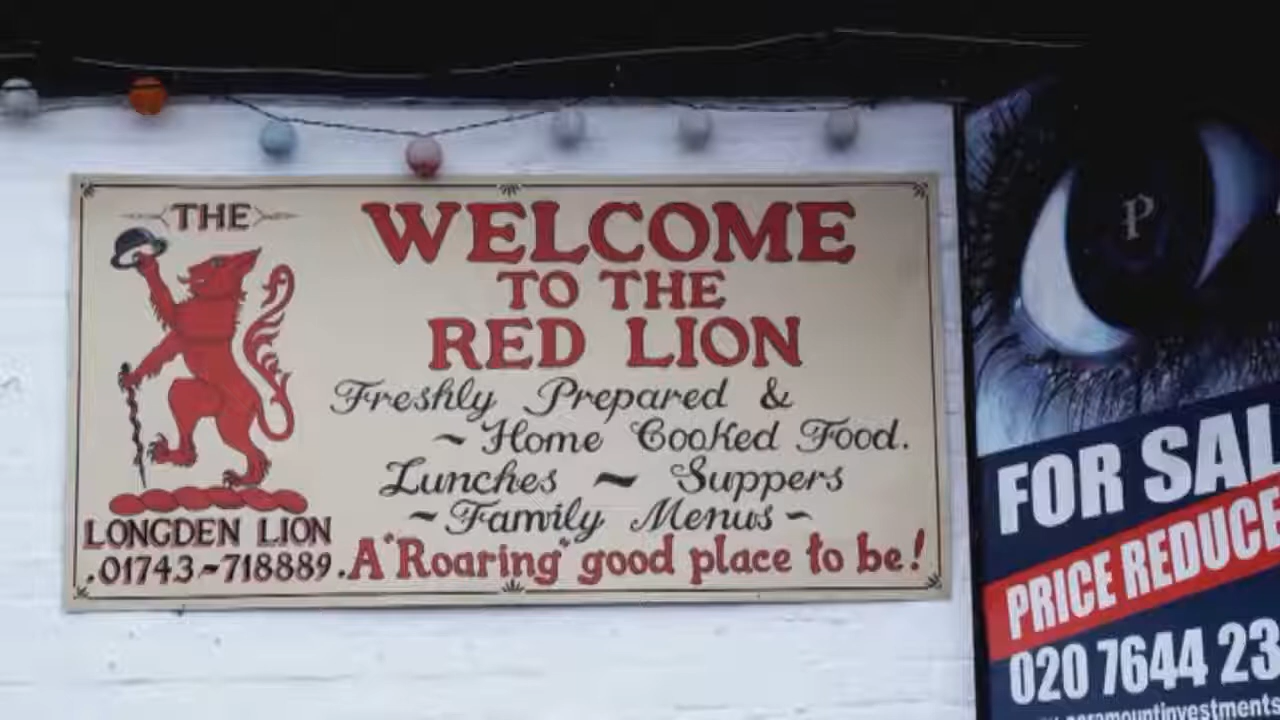 THE
WELCOME
TO THE
RED LION
Freshly Prepared &
~ Home Cooked Food.
Lunches ~ Suppers
~ Family Menus ~
A "Roaring" good place to be!
LONGDEN LION
.01743~718889.
P
FOR SAL
PRICE REDUCE
020 7644 23
paramountinvestments